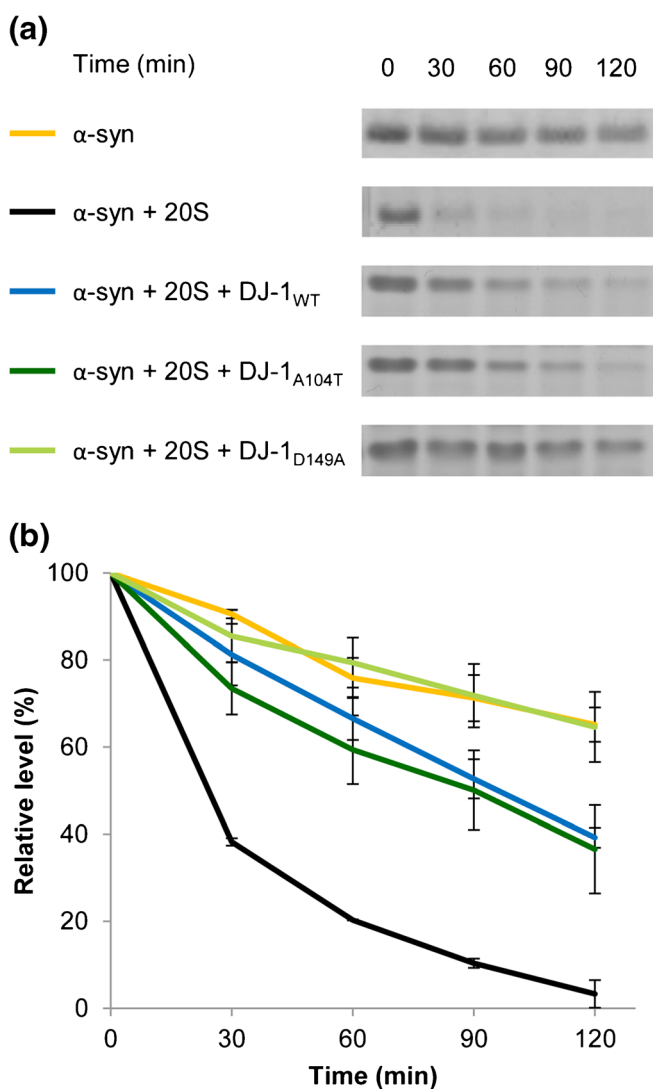 (a)
Time (min) 0 30 60 90 120
α-syn
α-syn + 20S
α-syn + 20S + DJ-1WT
α-syn + 20S + DJ-1A104T
α-syn + 20S + DJ-1D149A
(b)
100
80
60
40
20
0
Relative level (%)
0 30 60 90 120
Time (min)